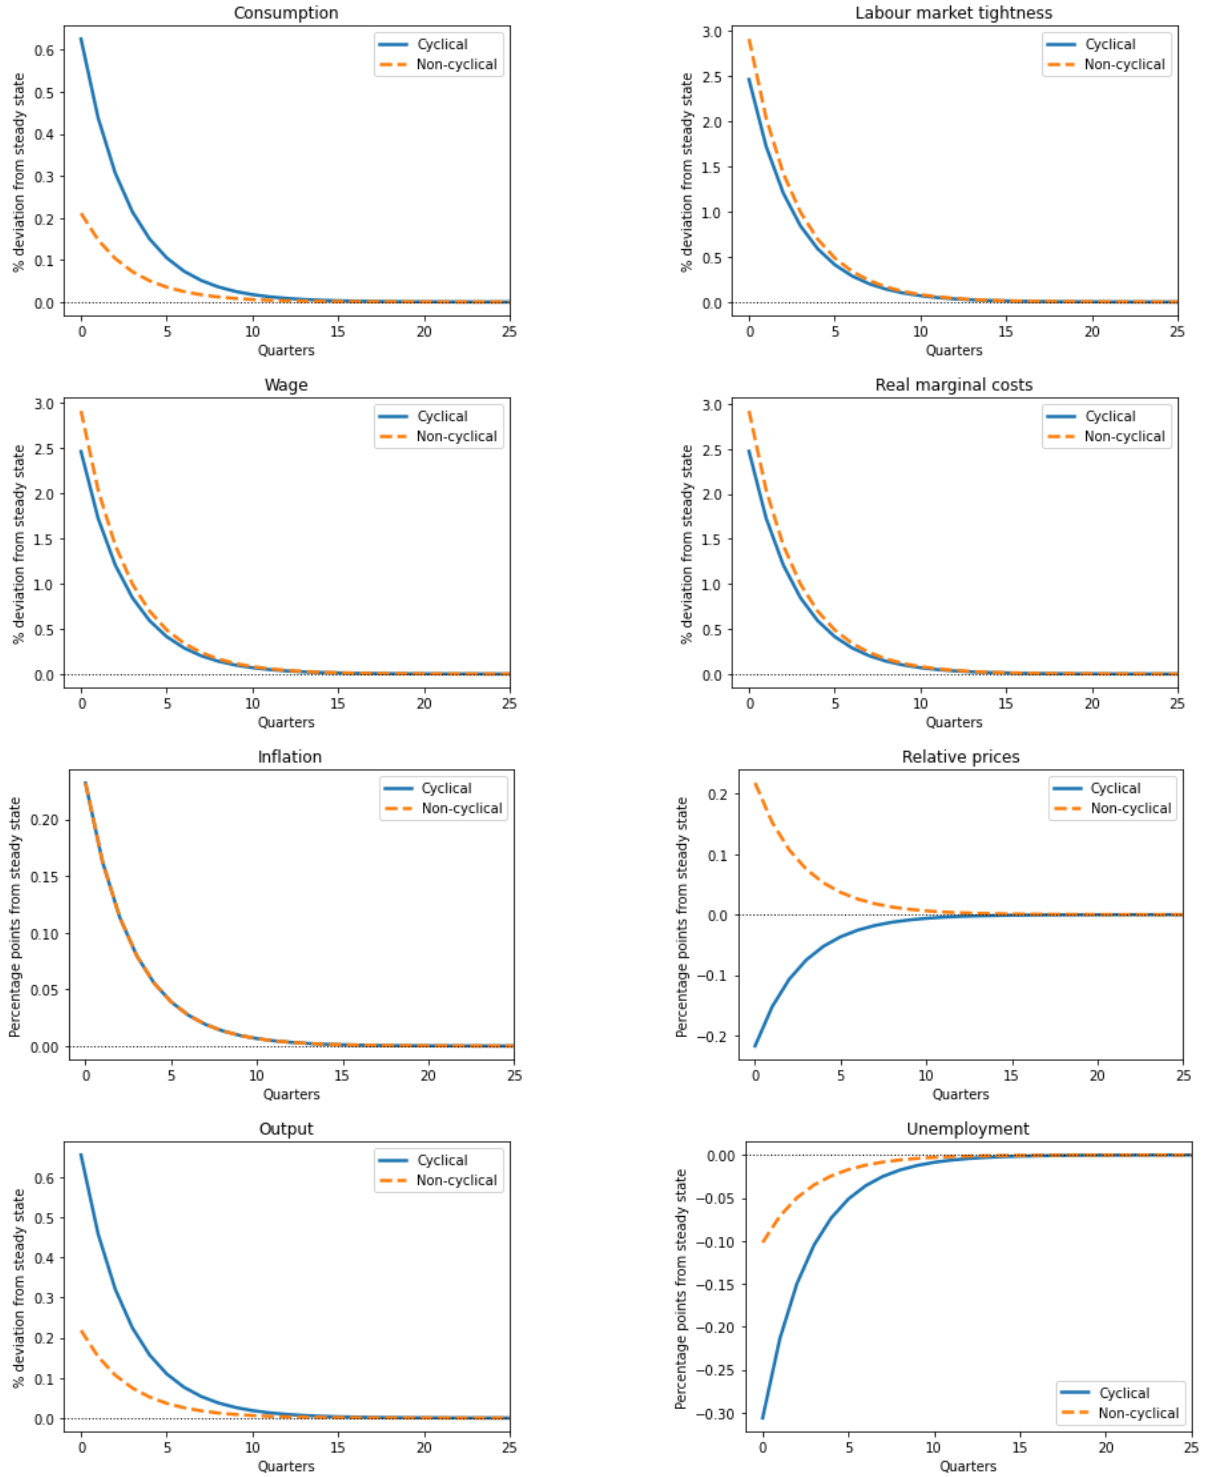 Consumption
% deviation from steady state
0.6
0.5
0.4
0.3
0.2
0.1
0.0
Cyclical
Non-cyclical
0 5 10 15 20 25
Quarters
Labour market tightness
% deviation from steady state
3.0
2.5
2.0
1.5
1.0
0.5
0.0
Cyclical
Non-cyclical
0 5 10 15 20 25
Quarters
Wage
% deviation from steady state
3.0
2.5
2.0
1.5
1.0
0.5
0.0
Cyclical
Non-cyclical
0 5 10 15 20 25
Quarters
Real marginal costs
% deviation from steady state
3.0
2.5
2.0
1.5
1.0
0.5
0.0
Cyclical
Non-cyclical
0 5 10 15 20 25
Quarters
Inflation
Percentage points from steady state
0.20
0.15
0.10
0.05
0.00
Cyclical
Non-cyclical
0 5 10 15 20 25
Quarters
Relative prices
Percentage points from steady state
0.2
0.1
0.0
−0.1
−0.2
Cyclical
Non-cyclical
0 5 10 15 20 25
Quarters
Output
% deviation from steady state
0.6
0.5
0.4
0.3
0.2
0.1
0.0
Cyclical
Non-cyclical
0 5 10 15 20 25
Quarters
Unemployment
Percentage points from steady state
0.00
−0.05
−0.10
−0.15
−0.20
−0.25
−0.30
Cyclical
Non-cyclical
0 5 10 15 20 25
Quarters